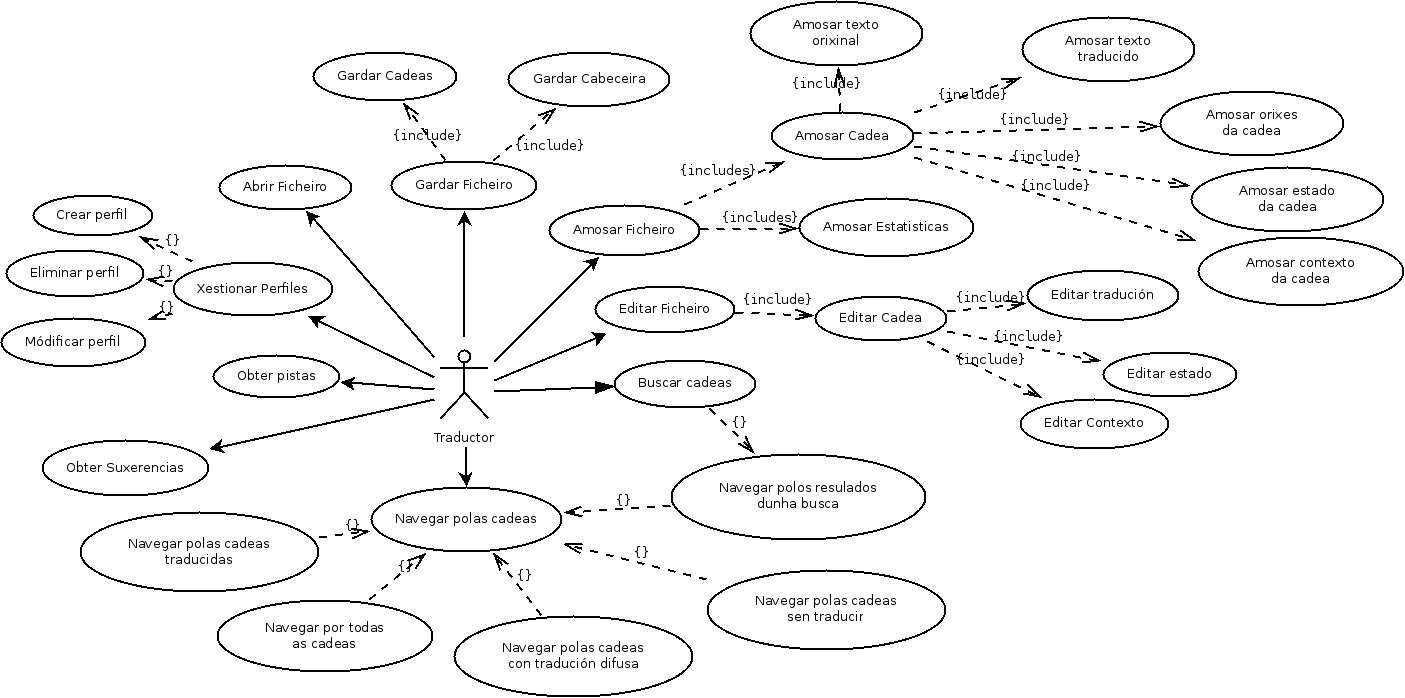 Amosar texto
orixinal
Amosar texto
traducido
Gardar Cadeas
Gardar Cabeceira
{include}
{include}
Amosar orixes
da cadea
{include}
Amosar Cadea
{include}
{include}
{include}
{include}
Abrir Ficheiro
Gardar Ficheiro
{includes}
{include}
Amosar estado
da cadea
Crear perfil
{includes}
Amosar Ficheiro
Amosar Estatisticas
{}
Eliminar perfil
{}
Amosar contexto
da cadea
Xestionar Perfiles
{}
Módificar perfil
Editar Ficheiro
{include}
Editar Cadea
{include}
Editar tradución
{include}
{include}
Obter pistas
Buscar cadeas
Editar estado
{}
Editar Contexto
Traductor
Obter Suxerencias
Navegar polos resulados
dunha busca
{}
Navegar polas cadeas
{}
Navegar polas cadeas
traducidas
{}
{}
{}
Navegar polas cadeas
sen traducir
Navegar por todas
as cadeas
Navegar polas cadeas
con tradución difusa